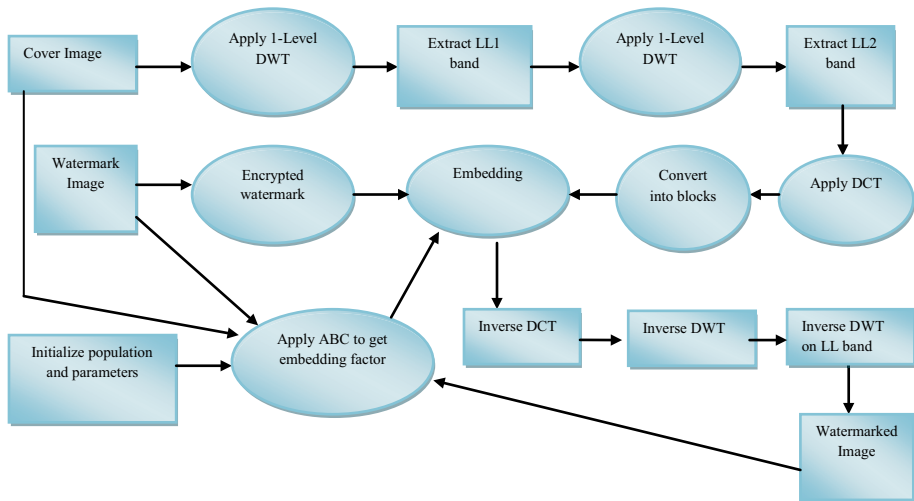 Cover Image
Apply 1-Level
DWT
Extract LL1
band
Apply 1-Level
DWT
Extract LL2
band
Watermark
Image
Encrypted
watermark
Embedding
Convert
into blocks
Apply DCT
Initialize population
and parameters
Apply ABC to get
embedding factor
Inverse DCT
Inverse DWT
Inverse DWT
on LL band
Watermarked
Image